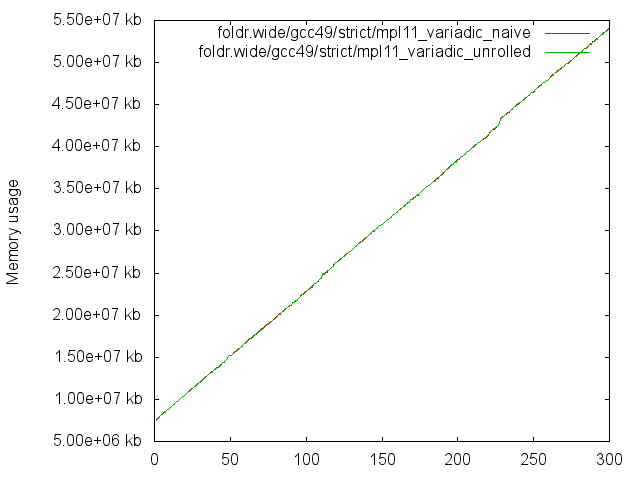 5.50e+07 kb
foldr.wide/gcc49/strict/mpl11_variadic_naive
foldr.wide/gcc49/strict/mpl11_variadic_unrolled
5.00e+07 kb
4.50e+07 kb
4.00e+07 kb
3.50e+07 kb
3.00e+07 kb
2.50e+07 kb
2.00e+07 kb
1.50e+07 kb
1.00e+07 kb
5.00e+06 kb
Memory usage
0 50 100 150 200 250 300